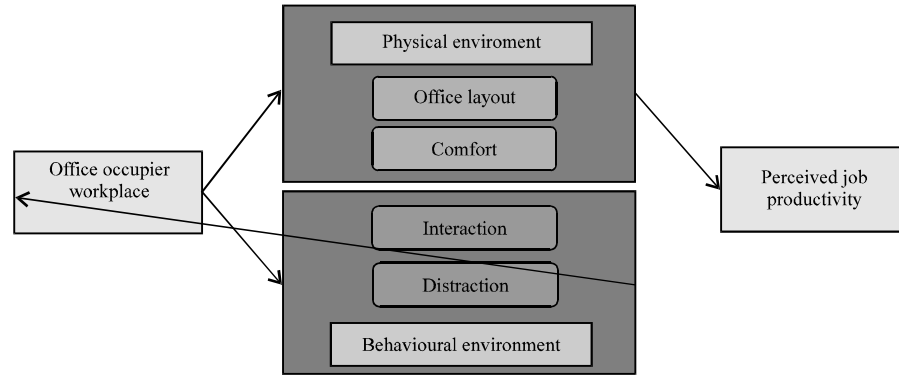 Physical enviroment
Office layout
Comfort
Office occupier
workplace
Perceived job
productivity
Interaction
Distraction
Behavioural environment